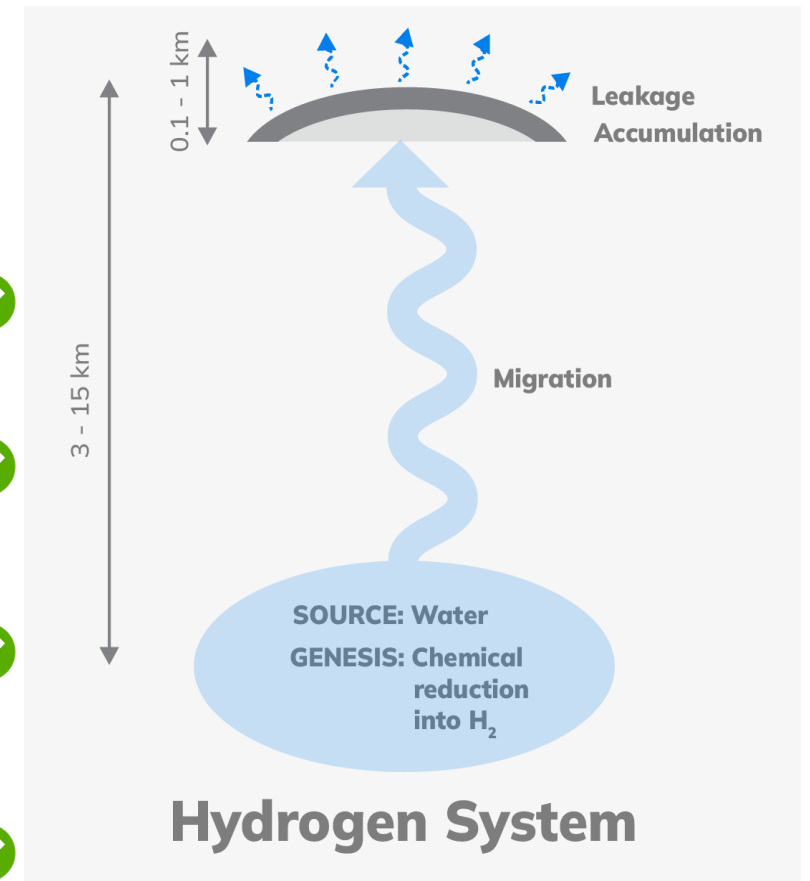 0.1 - 1 km
Leakage
Accumulation
3 - 15 km
Migration
SOURCE: Water
GENESIS: Chemical
reduction
into H₂
Hydrogen System